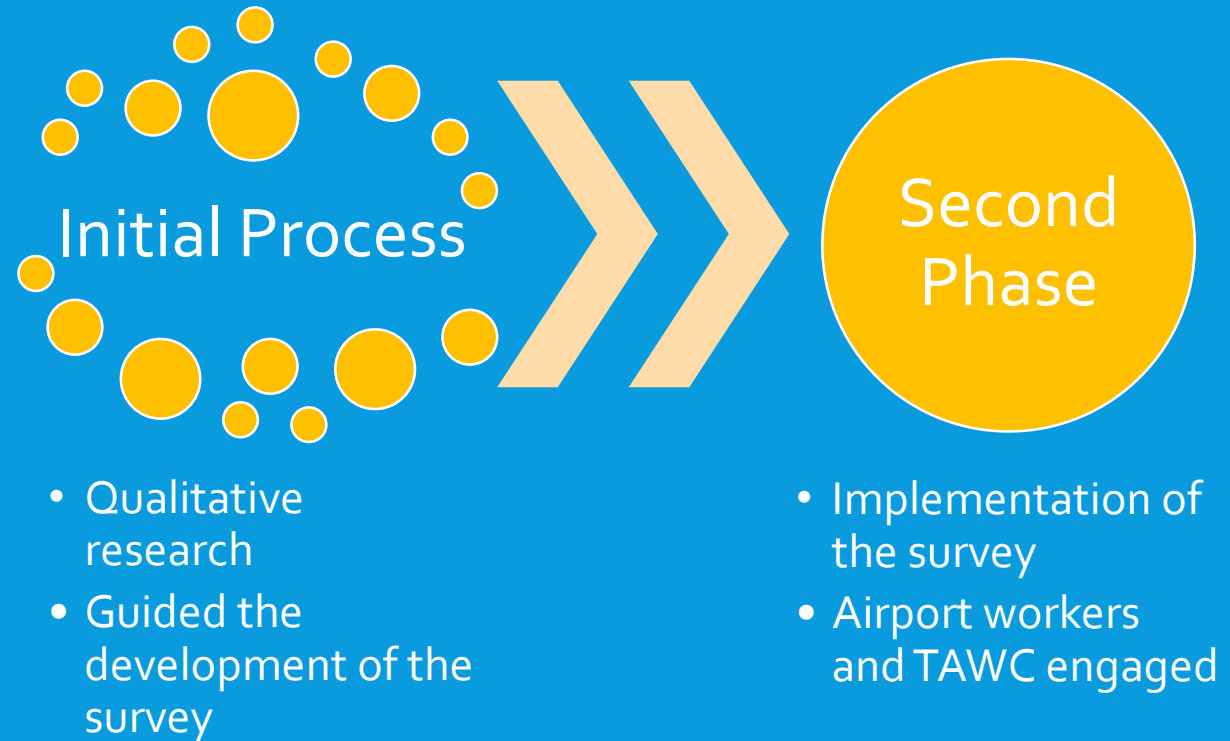 Initial Process
• Qualitative
research
• Guided the
development of the
survey
Second
Phase
• Implementation of
the survey
• Airport workers
and TAWC engaged